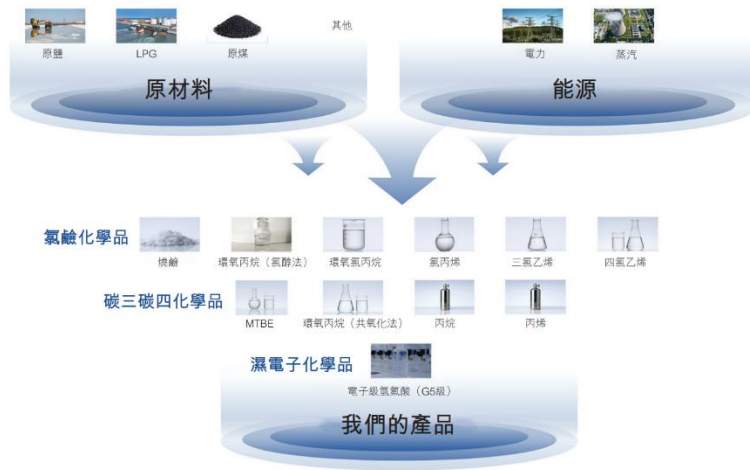 其他
原鹽 LPG 原煤 電力 蒸汽
原材料 能源
氯鹼化學品
燒鹼 環氧丙烷（氯醇法） 環氧氯丙烷 氯丙烯 三氯乙烯 四氯乙烯
碳三碳四化學品
MTBE 環氧丙烷（共氧化法） 丙烷 丙烯
濕電子化學品
電子級氫氟酸（G5級）
我們的產品